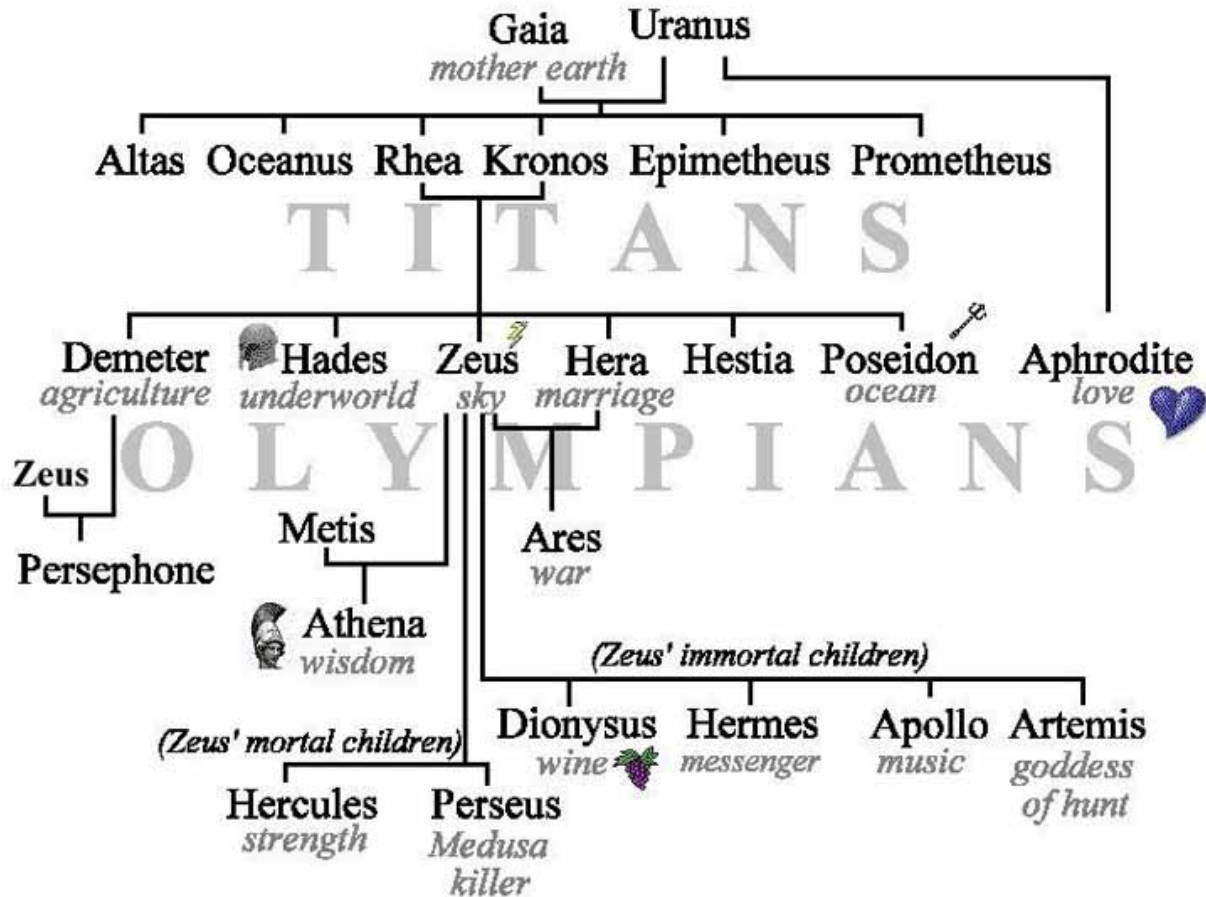 Gaia Uranus
mother earth
Altas Oceanus Rhea Kronos Epimetheus Prometheus
TITANS
Demeter Hades Zeus Hera Hestia Poseidon Aphrodite
agriculture underworld sky marriage ocean love
OLYMPIANS
Zeus
Metis Ares
Persephone war
Athena
wisdom
(Zeus' immortal children)
Dionysus Hermes Apollo Artemis
(Zeus' mortal children) wine messenger music goddess
of hunt
Hercules Perseus
strength Medusa
killer